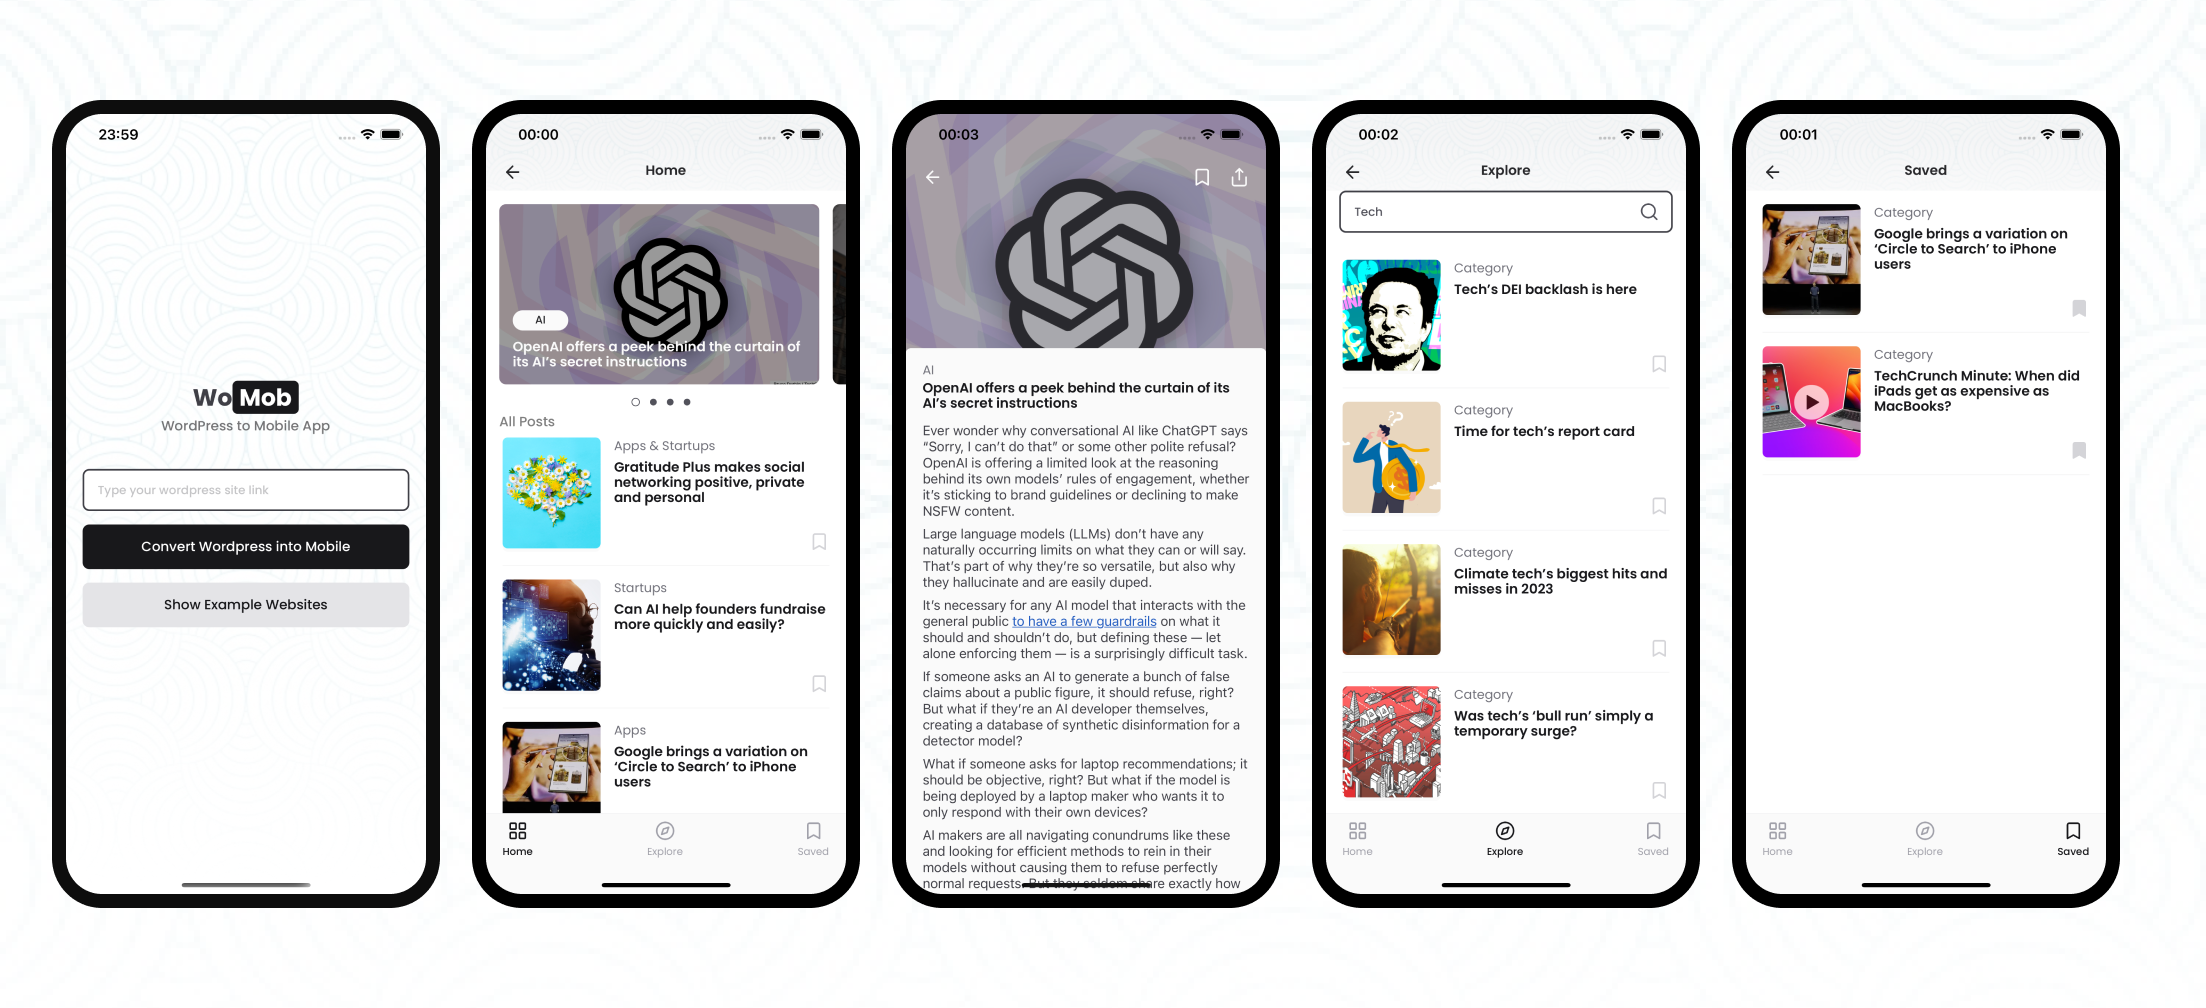 23:59
WoMob
WordPress to Mobile App
Type your wordpress site link
Convert Wordpress into Mobile
Show Example Websites
00:00
Home
AI
OpenAI offers a peek behind the curtain of
its AI's secret instructions
All Posts
Apps & Startups
Gratitude Plus makes social
networking positive, private
and personal
Startups
Can AI help founders fundraise
more quickly and easily?
Apps
Google brings a variation on
‘Circle to Search’ to iPhone
users
Home
Explore
Saved
00:03
AI
OpenAI offers a peek behind the curtain of its
AI’s secret instructions
Ever wonder why conversational AI like ChatGPT says
“Sorry, I can’t do that” or some other polite refusal?
OpenAI is offering a limited look at the reasoning
behind its own models’ rules of engagement, whether
it’s sticking to brand guidelines or declining to make
NSFW content.
Large language models (LLMs) don’t have any
naturally occurring limits on what they can or will say.
That’s part of why they’re so versatile, but also why
they hallucinate and are easily duped.
It’s necessary for any AI model that interacts with the
general public to have a few guardrails on what it
should and shouldn’t do, but defining these — let
alone enforcing them — is a surprisingly difficult task.
If someone asks an AI to generate a bunch of false
claims about a public figure, it should refuse, right?
But what if they’re an AI developer themselves,
creating a database of synthetic disinformation for a
detector model?
What if someone asks for laptop recommendations; it
should be objective, right? But what if the model is
being deployed by a laptop maker who wants it to
only respond with their own devices?
AI makers are all navigating conundrums like these
and looking for efficient methods to rein in their
models without causing them to refuse perfectly
normal requests. But they seldom share exactly how
00:02
Explore
Tech
Category
Tech’s DEI backlash is here
Category
Time for tech’s report card
Category
Climate tech’s biggest hits and
misses in 2023
Category
Was tech’s ‘bull run’ simply a
temporary surge?
Home
Explore
Saved
00:01
Saved
Category
Google brings a variation on
‘Circle to Search’ to iPhone
users
Category
TechCrunch Minute: When did
iPads get as expensive as
MacBooks?
Home
Explore
Saved